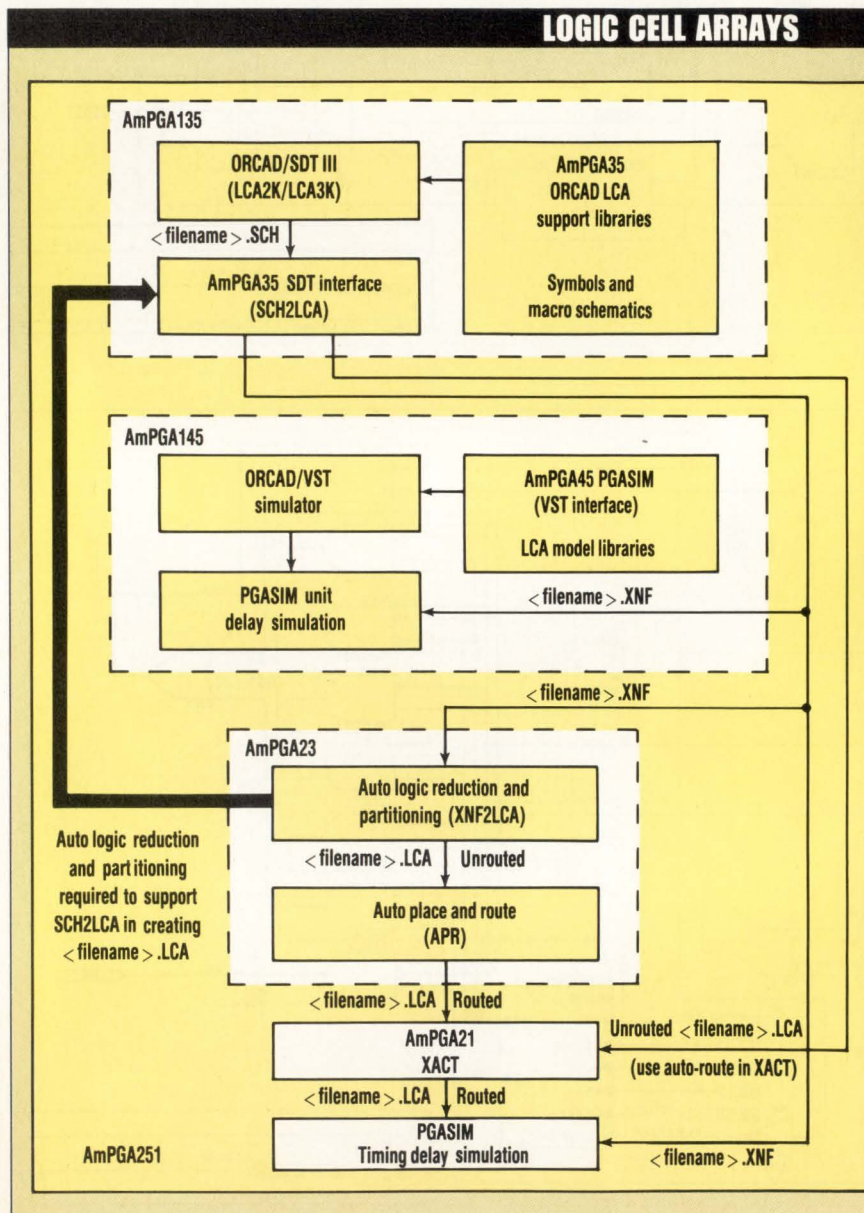 LOGIC CELL ARRAYS
AmPGA135
ORCAD/SDT III
(LCA2K/LCA3K)
AmPGA35
ORCAD LCA
support libraries
Symbols and
macro schematics
<filename>.SCH
AmPGA35 SDT interface
(SCH2LCA)
AmPGA145
ORCAD/VST
simulator
AmPGA45 PGASIM
(VST interface)
LCA model libraries
PGASIM unit
delay simulation
<filename>.XNF
<filename>.XNF
AmPGA23
Auto logic reduction and
partitioning (XNF2LCA)
<filename>.LCA Unrouted
Auto place and route
(APR)
Auto logic reduction
and partitioning
required to support
SCH2LCA in creating
<filename>.LCA
<filename>.LCA Routed
AmPGA21
XACT
Unrouted <filename>.LCA
(use auto-route in XACT)
<filename>.LCA Routed
PGASIM
Timing delay simulation
<filename>.XNF
AmPGA251